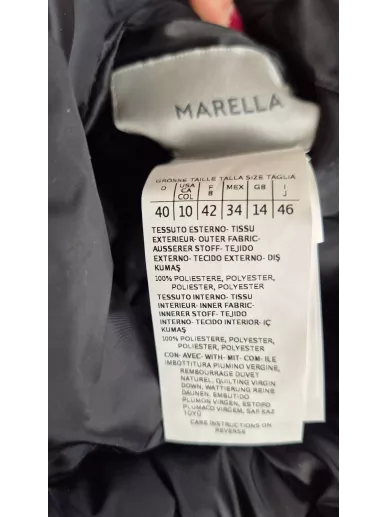 MARELLA
GRÖSSE TAILLE TALLA SIZE TAGLIA
D USA CA COL F B MEX GB I J
40 10 42 34 14 46
TESSUTO ESTERNO- TISSU
EXTERIEUR- OUTER FABRIC-
AUSSERER STOFF- TEJIDO
EXTERNO- TECIDO EXTERNO- DIŞ
KUMAŞ
100% POLIESTERE, POLYESTER,
POLIESTER, POLYESTER
TESSUTO INTERNO- TISSU
INTERIEUR- INNER FABRIC-
INNERER STOFF- TEJIDO
INTERNO- TECIDO INTERIOR- IÇ
KUMAŞ
100% POLIESTERE, POLYESTER,
POLIESTER, POLYESTER
CON- AVEC- WITH- MIT- COM- ILE
IMBOTTITURA PIUMINO VERGINE,
REMBOURRAGE DUVET
NATUREL, QUILTING VIRGIN
DOWN, WATTIERUNG REINE
DAUNEN, EMBUTIDO
PLUMON VIRGEN, ESTOFO
PLUMACO VIRGEM, SAF KAZ
TÜYÜ
CARE INSTRUCTIONS ON
REVERSE